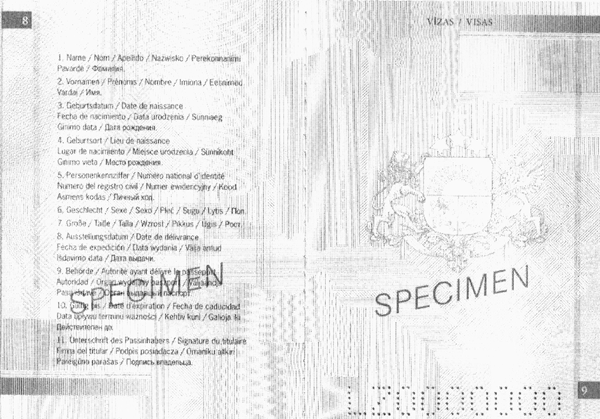 8
1. Name / Nom / Apellido / Nazwisko / Perekonnanimi
Pavardė / Фамилия.
2. Vornamen / Prénoms / Nombre / Imiona / Eesnimed
Vardai / Имя.
3. Geburtsdatum / Date de naissance
Fecha de nacimiento / Data urodzenia / Sünniaeg
Gimimo data / Дата рождения.
4. Geburtsort / Lieu de naissance
Lugar de nacimiento / Miejsce urodzenia / Sünnikoht
Gimimo vieta / Место рождения.
5. Personenkennziffer / Numéro national d'identité
Numero del registro civil / Numer ewidencyjny / Kood
Asmens kodas / Личный код.
6. Geschlecht / Sexe / Sexo / Płeć / Sugu / Lytis / Пол.
7. Große / Taille / Talla / Wzrost / Pikkus / Ūgis / Рост.
8. Ausstellungsdatum / Date de délivrance
Fecha de expedición / Data wydania / Välja antud
Išdavimo data / Дата выдачи.
9. Behörde / Autorité ayant délivré le passeport
Autoridad / Organ wydający paszport /
Орган выдавший паспорт.
10. Gültig bis / Date d'expiration / Fecha de caducidad
Data upływu terminu ważności / Kehtiv kuni / Galioja iki
Действителен до.
11. Unterschrift des Passinhabers / Signature du titulaire
Firma del titular / Podpis posiadacza / Omaniku allkiri
Pareigūno parašas / Подпись владельца.
SPECIMEN
VĪZAS / VISAS
SPECIMEN
9
LZ0000000